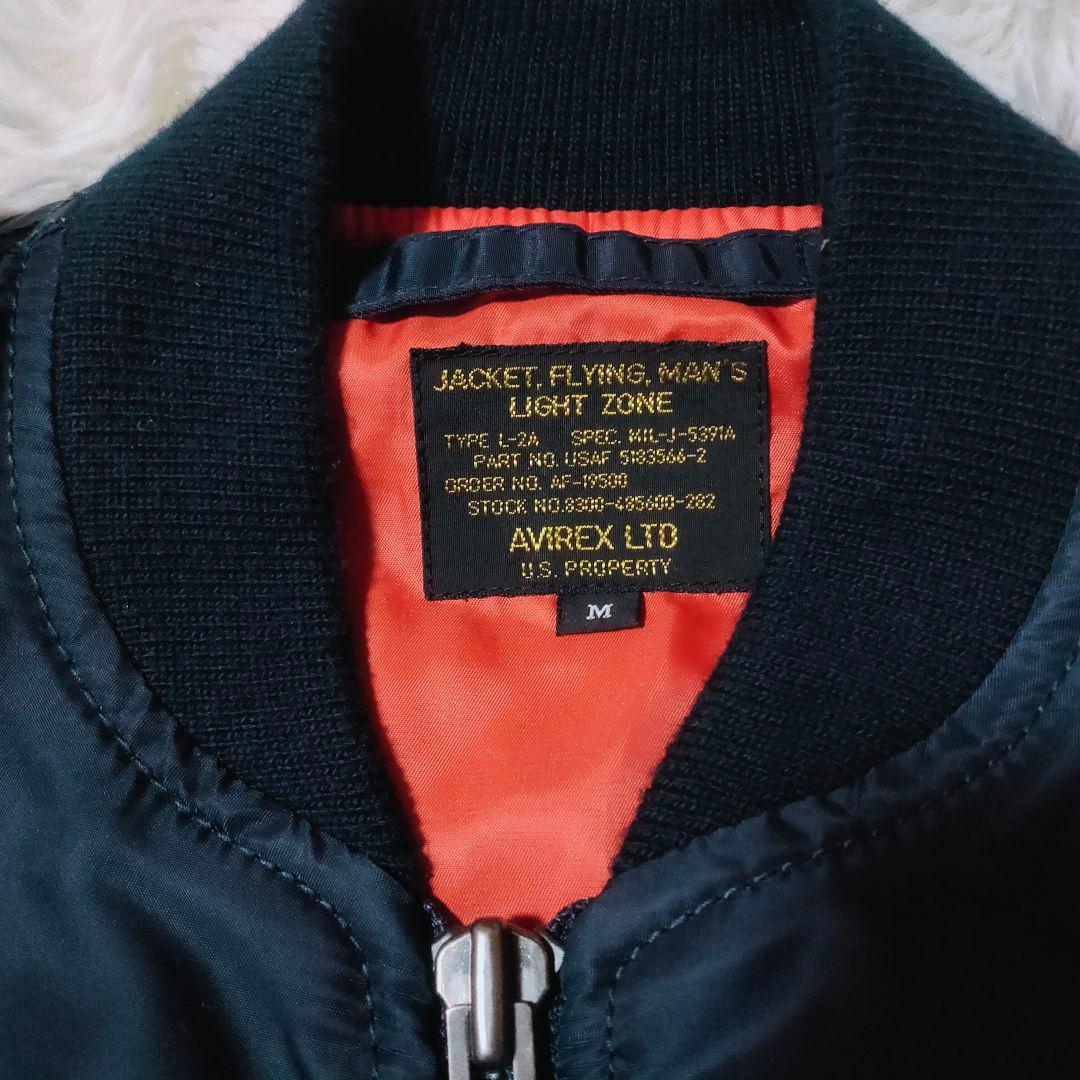 JACKET, FLYING, MAN'S
LIGHT ZONE
TYPE L-2A SPEC. MIL-J-5391A
PART NO. USAF 5183566-2
ORDER NO. AF-19500
STOCK NO.8300-485600-282
AVIREX LTD
U.S. PROPERTY
M